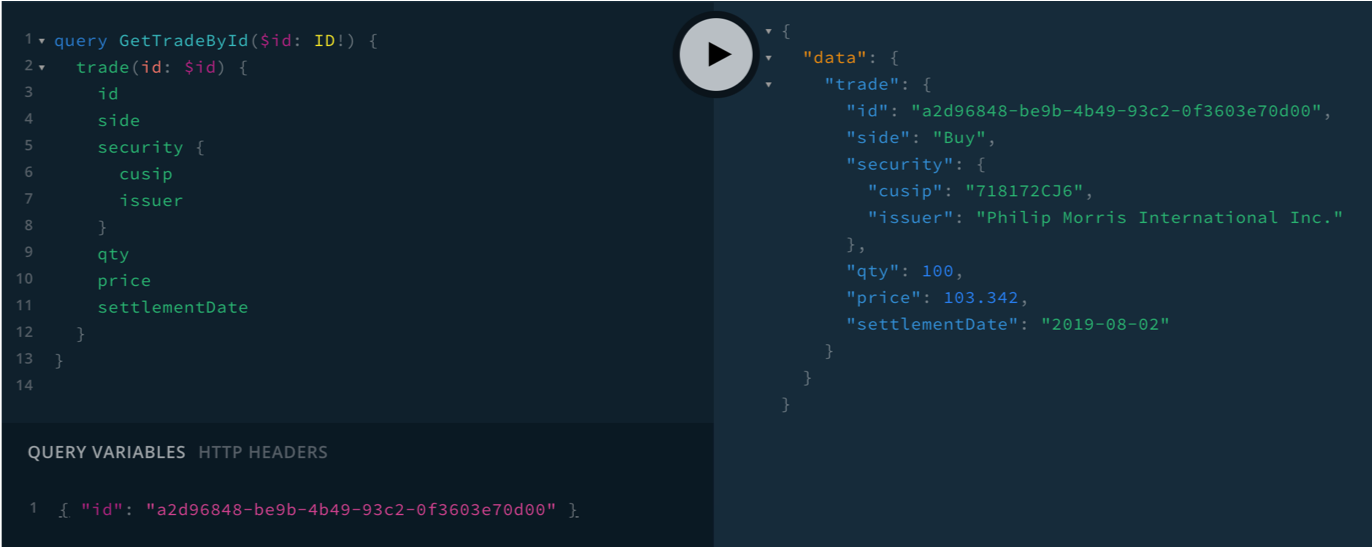 1 query GetTradeById($id: ID!) {
2 trade(id: $id) {
3 id
4 side
5 security {
6 cusip
7 issuer
8 }
9 qty
10 price
11 settlementDate
12 }
13 }
14
QUERY VARIABLES HTTP HEADERS
1 { "id": "a2d96848-be9b-4b49-93c2-0f3603e70d00" }
{
"data": {
"trade": {
"id": "a2d96848-be9b-4b49-93c2-0f3603e70d00",
"side": "Buy",
"security": {
"cusip": "718172CJ6",
"issuer": "Philip Morris International Inc."
},
"qty": 100,
"price": 103.342,
"settlementDate": "2019-08-02"
}
}
}